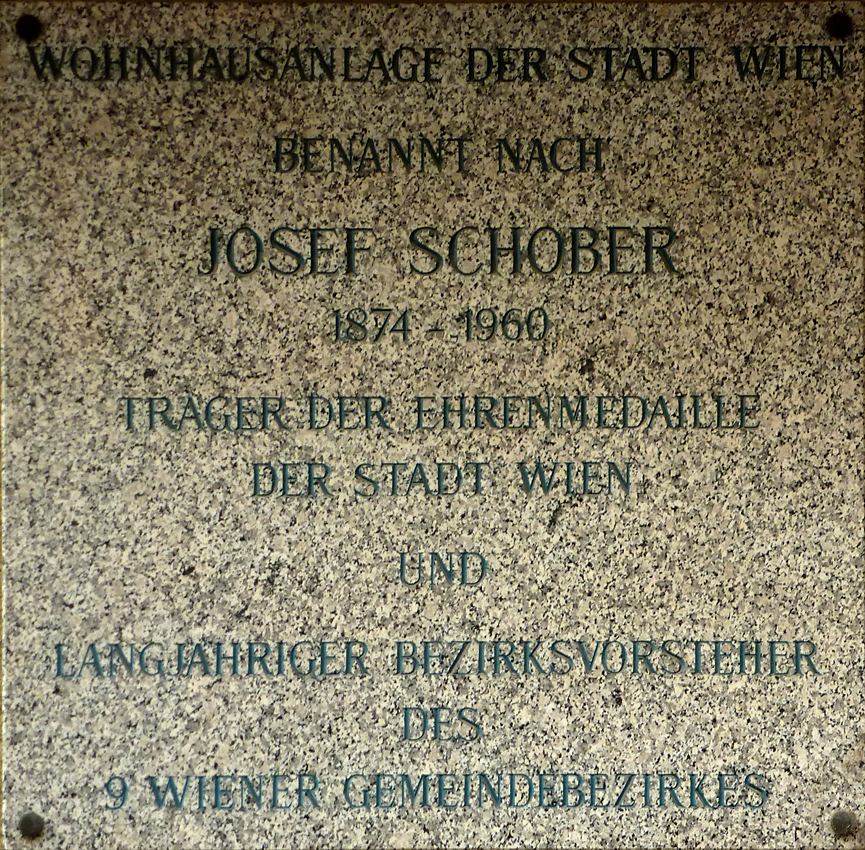 WOHNHAUSANLAGE DER STADT WIEN
BENANNT NACH
JOSEF SCHOBER
1874 - 1960
TRAGER DER EHRENMEDAILLE
DER STADT WIEN
UND
LANGJAHRIGER BEZIRKSVORSTEHER
DES
9 WIENER GEMEINDEBEZIRKES